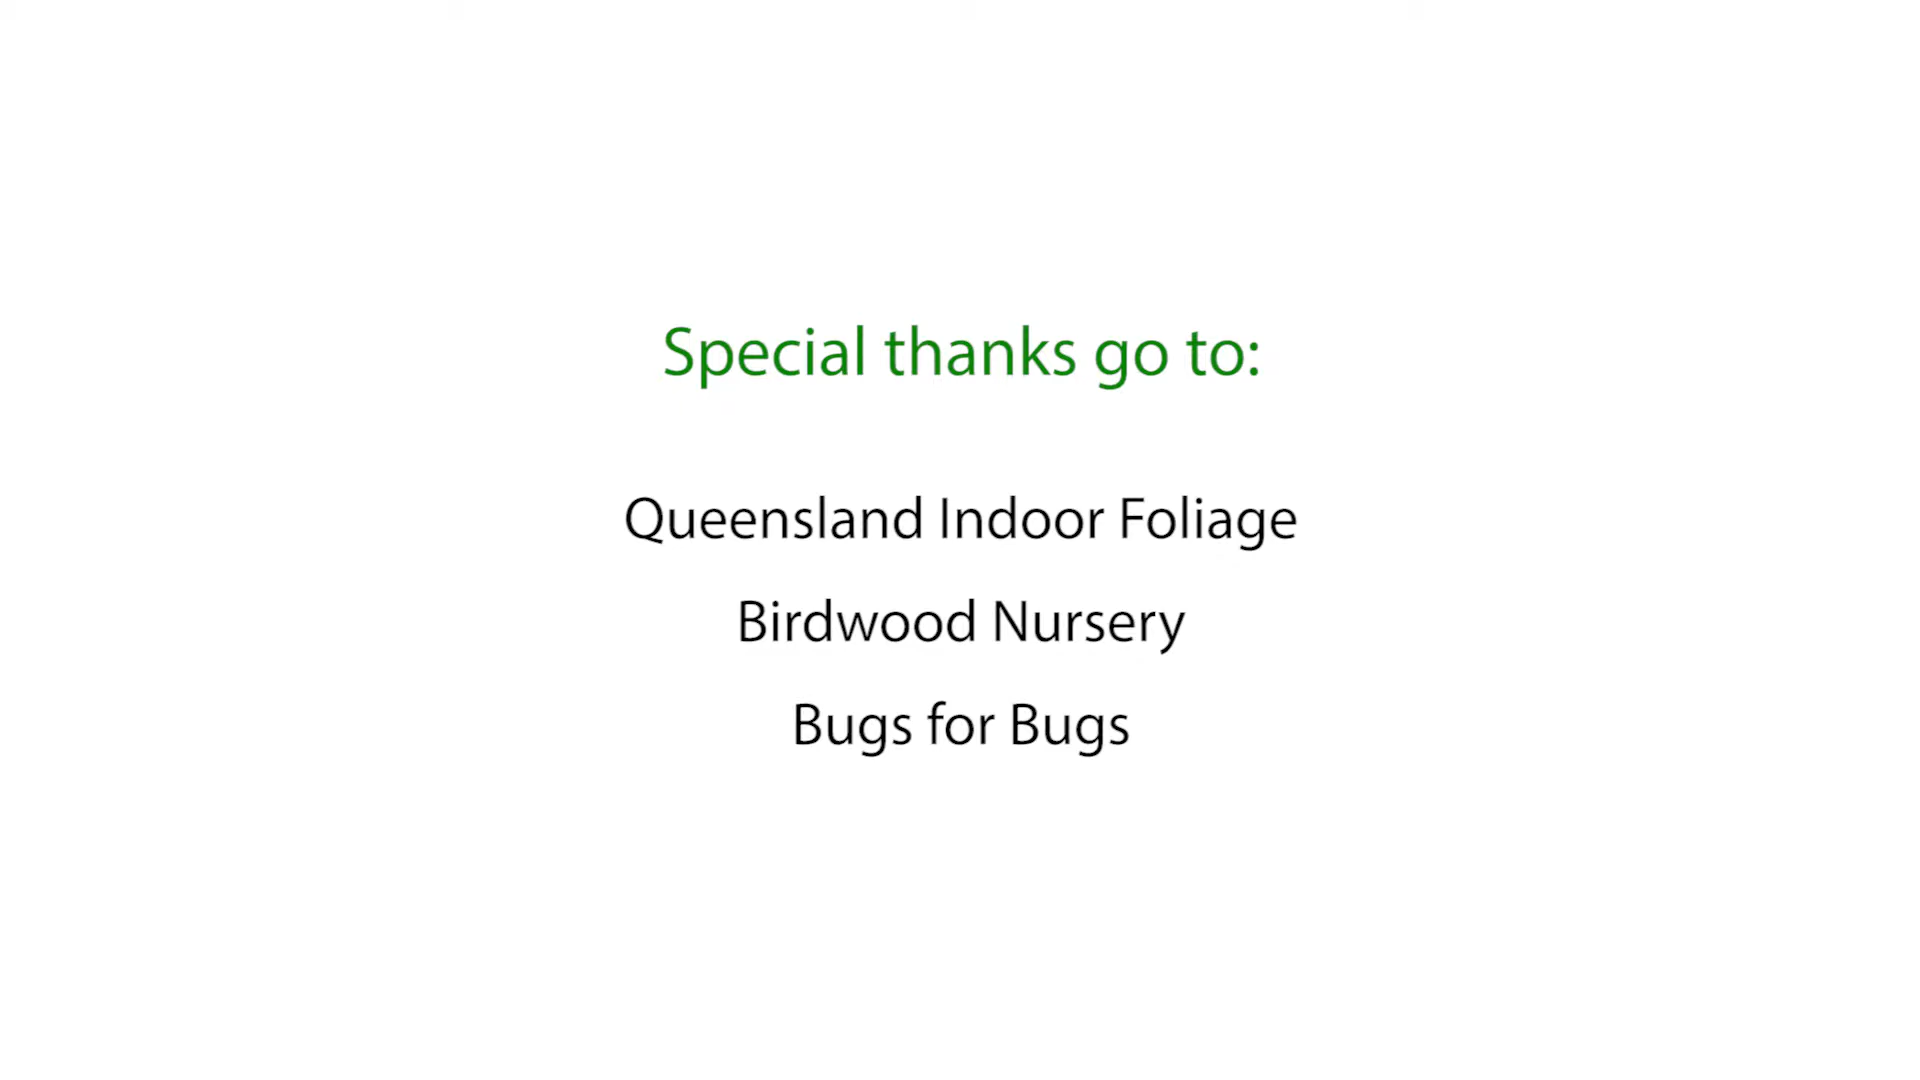 Special thanks go to:
Queensland Indoor Foliage
Birdwood Nursery
Bugs for Bugs